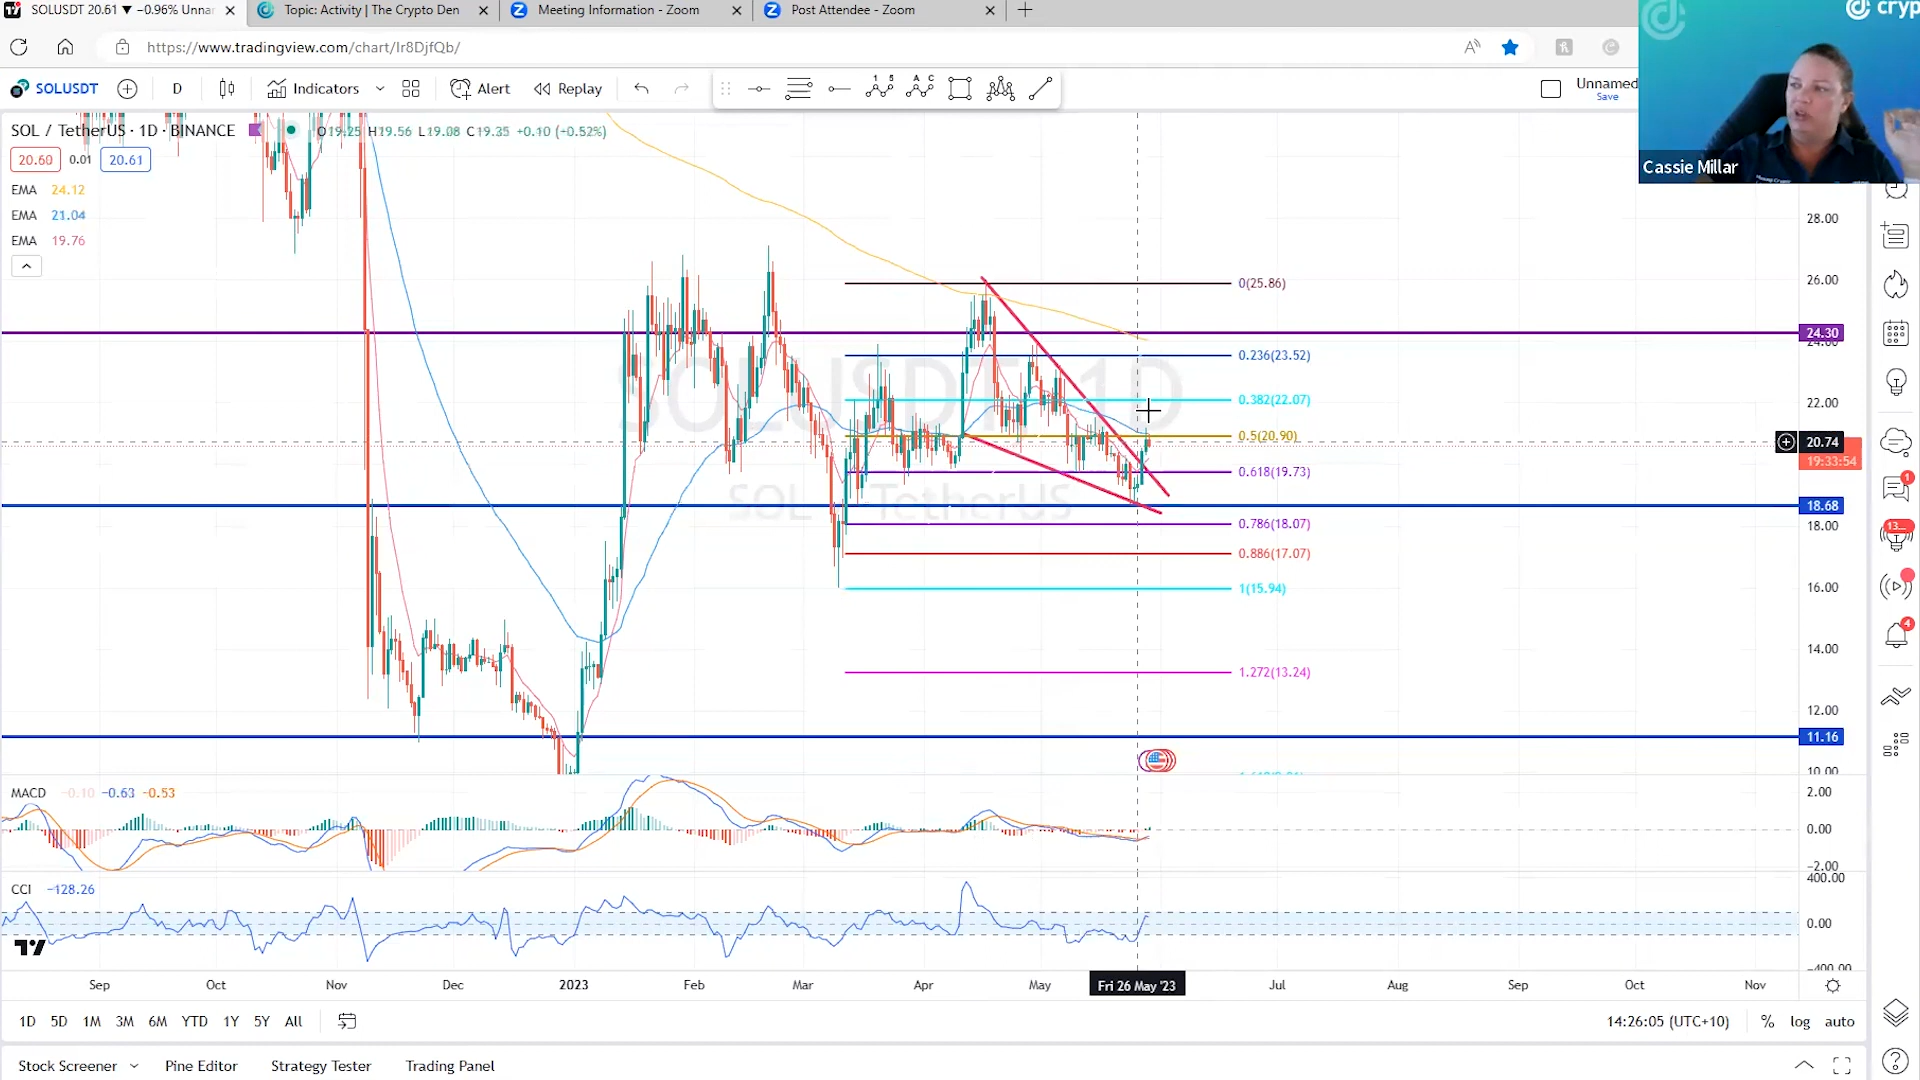 SOLUSDT 20.61 ▼ −0.96% Unnar
Topic: Activity | The Crypto Den
Meeting Information - Zoom
Post Attendee - Zoom
cryp
https://www.tradingview.com/chart/Ir8DjfQb/
SOLUSDT
D
Indicators
Alert
Replay
Unnamed
Save
SOL / TetherUS · 1D · BINANCE
O19.25 H19.56 L19.08 C19.35 +0.10 (+0.52%)
20.60
0.01
20.61
Cassie Millar
EMA 24.12
EMA 21.04
EMA 19.76
SOLUSDT, 1D
SOL / TetherUS
28.00
26.00
24.30
24.00
22.00
20.74
19:33:54
18.68
18.00
16.00
14.00
12.00
11.16
10.00
0(25.86)
0.236(23.52)
0.382(22.07)
0.5(20.90)
0.618(19.73)
0.786(18.07)
0.886(17.07)
1(15.94)
1.272(13.24)
MACD −0.10 −0.63 −0.53
2.00
0.00
−2.00
CCI −128.26
400.00
0.00
−400.00
Sep
Oct
Nov
Dec
2023
Feb
Mar
Apr
May
Fri 26 May '23
Jul
Aug
Sep
Oct
Nov
1D 5D 1M 3M 6M YTD 1Y 5Y All
14:26:05 (UTC+10)
% log auto
Stock Screener
Pine Editor
Strategy Tester
Trading Panel